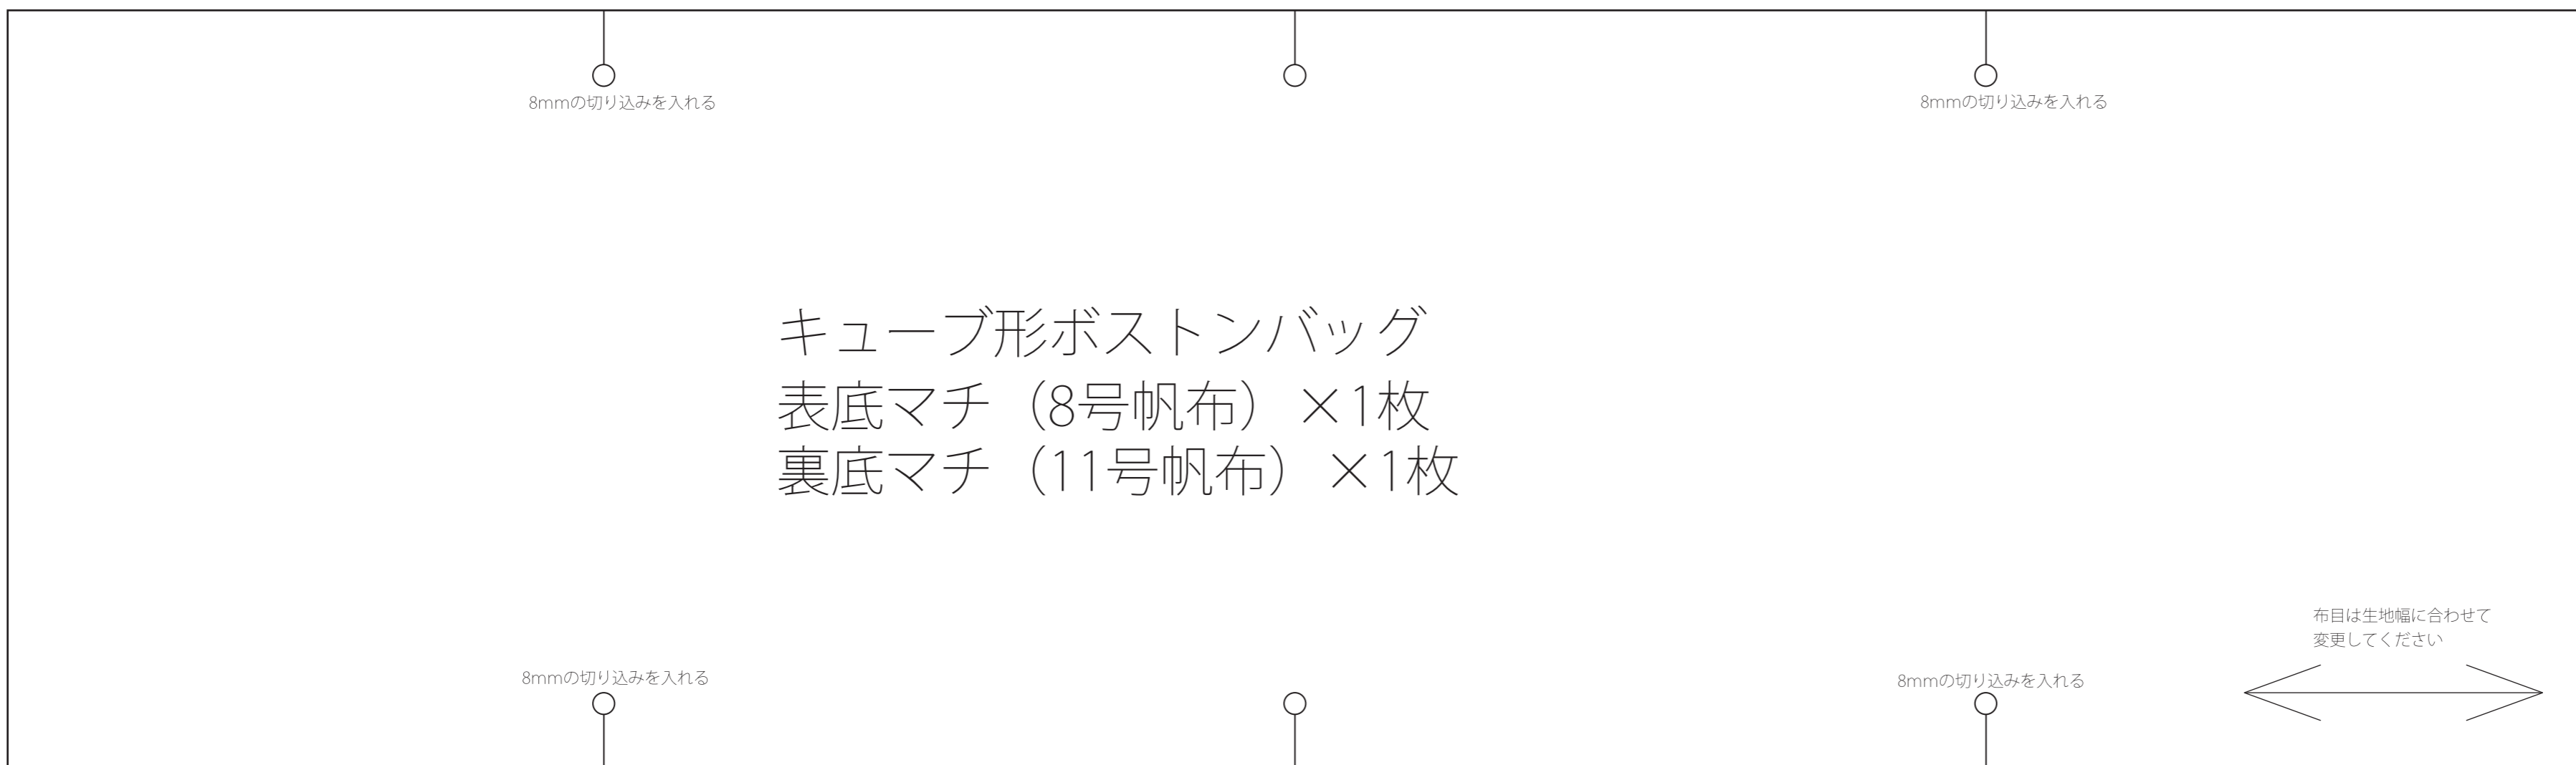 8mmの切り込みを入れる
8mmの切り込みを入れる
キューブ形ボストンバッグ
表底マチ（8号帆布）×1枚
裏底マチ（11号帆布）×1枚
布目は生地幅に合わせて
変更してください
8mmの切り込みを入れる
8mmの切り込みを入れる